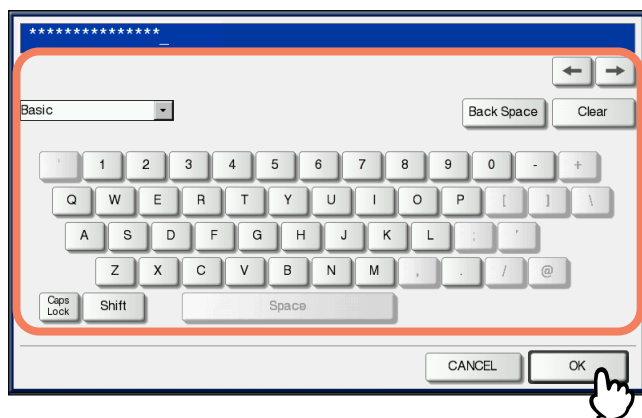 ***************_
← →
Basic Back Space Clear
' 1 2 3 4 5 6 7 8 9 0 - +
Q W E R T Y U I O P [ ] \
A S D F G H J K L ; '
Z X C V B N M , . / @
Caps Lock Shift Space
CANCEL OK